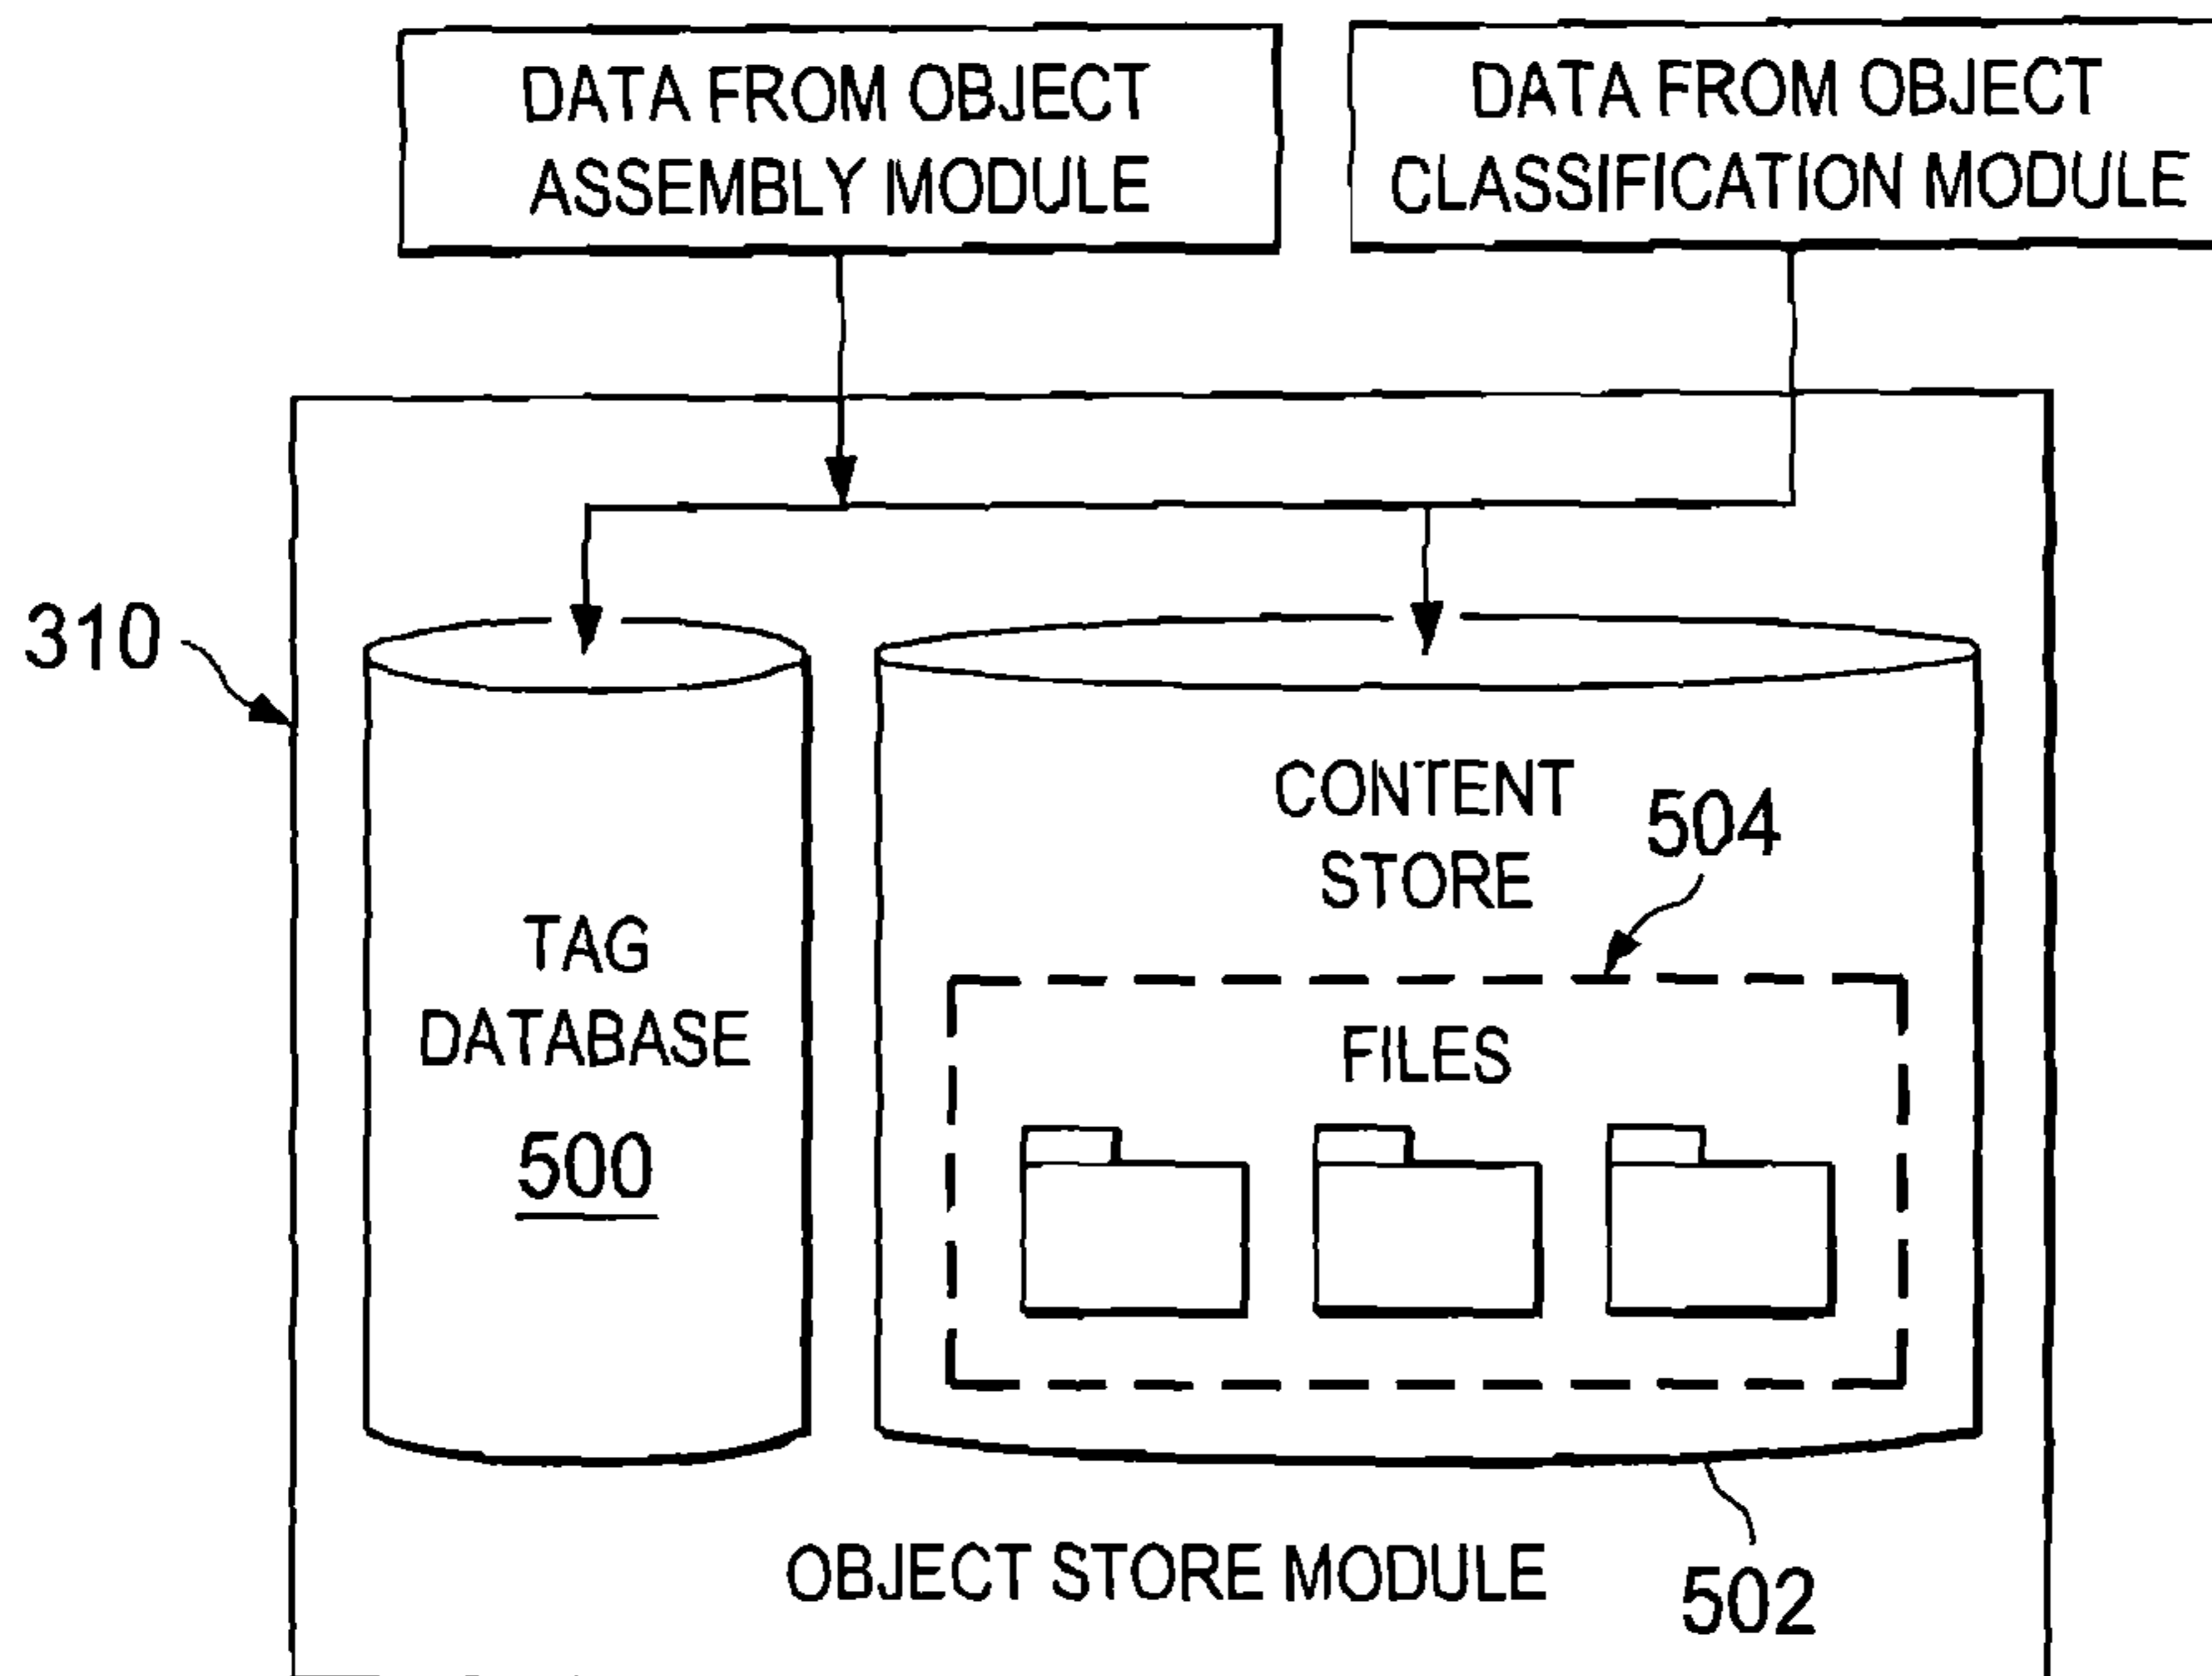 DATA FROM OBJECT
ASSEMBLY MODULE
DATA FROM OBJECT
CLASSIFICATION MODULE
310
CONTENT
STORE
504
TAG
DATABASE
500
FILES
OBJECT STORE MODULE
502